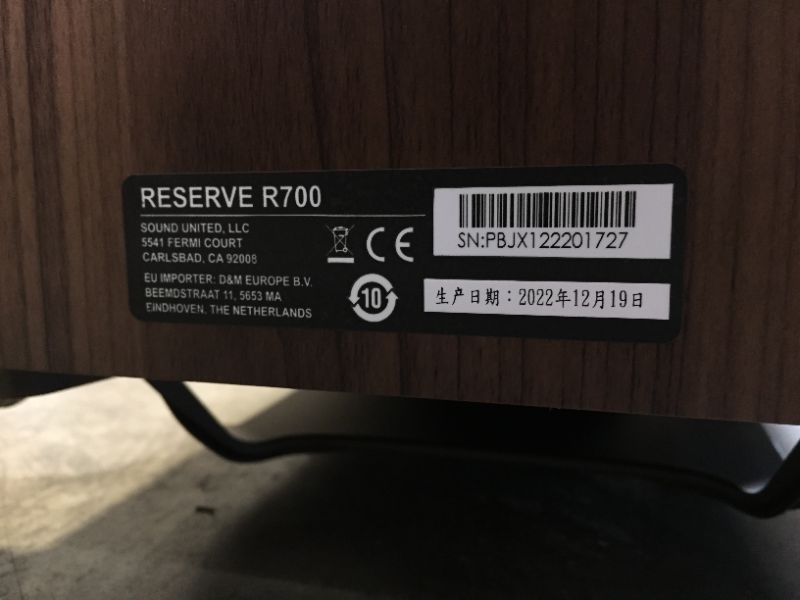 RESERVE R700
SOUND UNITED, LLC
5541 FERMI COURT
CARLSBAD, CA 92008
EU IMPORTER: D&M EUROPE B.V.
BEEMDSTRAAT 11, 5653 MA
EINDHOVEN, THE NETHERLANDS
CE
10
SN:PBJX122201727
生产日期：2022年12月19日